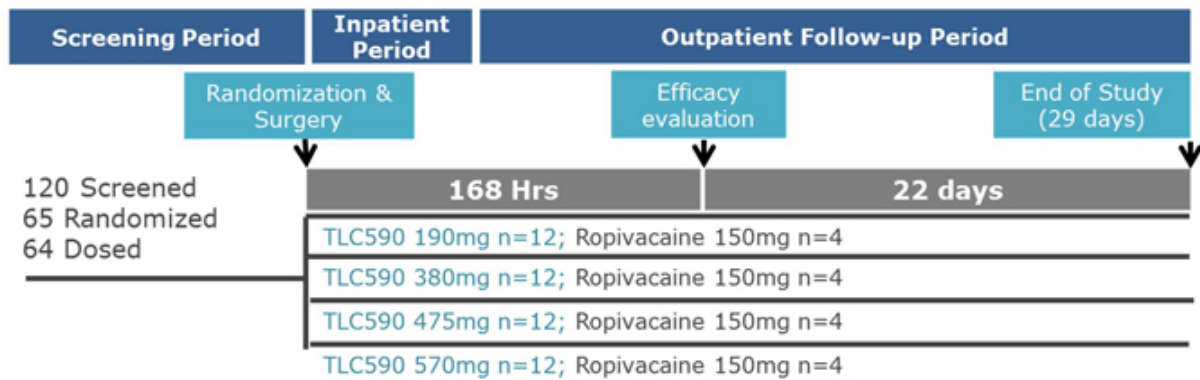 Screening Period
Inpatient
Period
Outpatient Follow-up Period
Randomization &
Surgery
Efficacy
evaluation
End of Study
(29 days)
120 Screened
65 Randomized
64 Dosed
168 Hrs
22 days
TLC590 190mg n=12; Ropivacaine 150mg n=4
TLC590 380mg n=12; Ropivacaine 150mg n=4
TLC590 475mg n=12; Ropivacaine 150mg n=4
TLC590 570mg n=12; Ropivacaine 150mg n=4